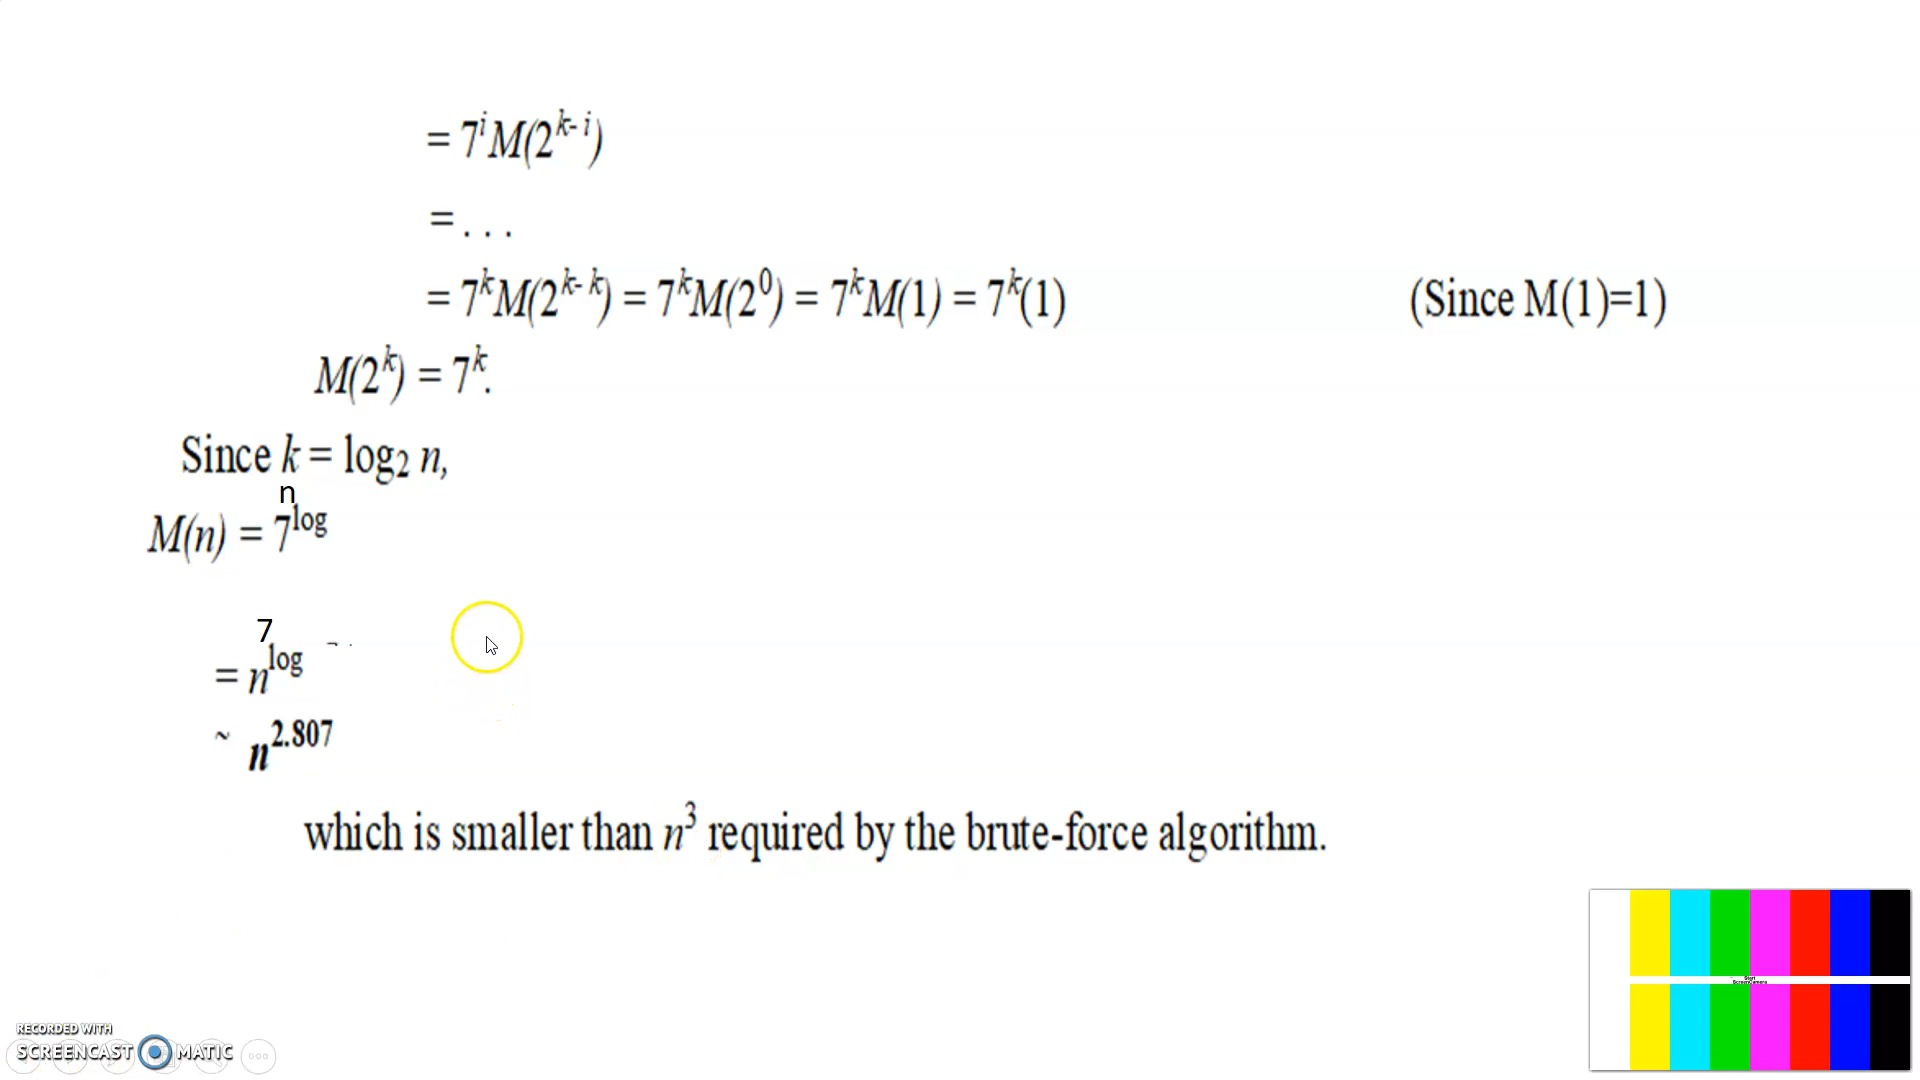 = 7^i M(2^{k-i})
= . . .
= 7^k M(2^{k-k}) = 7^k M(2^0) = 7^k M(1) = 7^k(1) (Since M(1)=1)
M(2^k) = 7^k.
Since k = log₂ n,
n
M(n) = 7^{log}
7
= n^{log}
~ n^{2.807}
which is smaller than n^3 required by the brute-force algorithm.
Start
ScreenCamera
RECORDED WITH
SCREENCAST MATIC